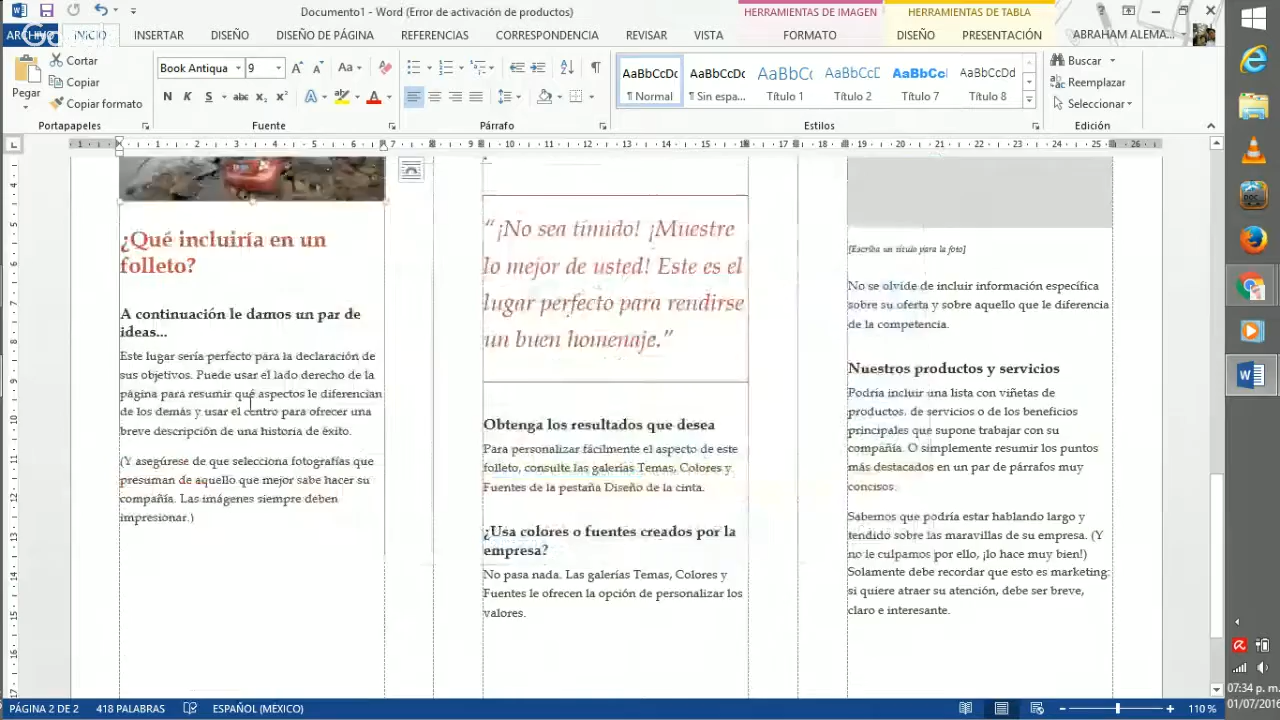 Documento1 - Word (Error de activación de productos)
HERRAMIENTAS DE IMAGEN
HERRAMIENTAS DE TABLA
ARCHIVO
INICIO
INSERTAR
DISEÑO
DISEÑO DE PÁGINA
REFERENCIAS
CORRESPONDENCIA
REVISAR
VISTA
FORMATO
DISEÑO
PRESENTACIÓN
ABRAHAM ALEMA...
Pegar
Cortar
Copiar
Copiar formato
Portapapeles
Book Antiqua
9
N K S abc x₂ x²
Fuente
Párrafo
AaBbCcDc
¶ Normal
AaBbCcDc
¶ Sin espa...
AaBbC
Título 1
AaBbCcD
Título 2
AaBbCc
Título 7
AaBbCcDd
Título 8
Estilos
Buscar
Reemplazar
Seleccionar
Edición
¿Qué incluiría en un
folleto?
A continuación le damos un par de
ideas...
Este lugar sería perfecto para la declaración de
sus objetivos. Puede usar el lado derecho de la
página para resumir qué aspectos le diferencian
de los demás y usar el centro para ofrecer una
breve descripción de una historia de éxito.
(Y asegúrese de que selecciona fotografías que
presuman de aquello que mejor sabe hacer su
compañía. Las imágenes siempre deben
impresionar.)
“¡No sea tímido! ¡Muestre
lo mejor de usted! Este es el
lugar perfecto para rendirse
un buen homenaje.”
Obtenga los resultados que desea
Para personalizar fácilmente el aspecto de este
folleto, consulte las galerías Temas, Colores y
Fuentes de la pestaña Diseño de la cinta.
¿Usa colores o fuentes creados por la
empresa?
No pasa nada. Las galerías Temas, Colores y
Fuentes le ofrecen la opción de personalizar los
valores.
[Escriba un título para la foto]
No se olvide de incluir información específica
sobre su oferta y sobre aquello que le diferencia
de la competencia.
Nuestros productos y servicios
Podría incluir una lista con viñetas de
productos, de servicios o de los beneficios
principales que supone trabajar con su
compañía. O simplemente resumir los puntos
más destacados en un par de párrafos muy
concisos.
Sabemos que podría estar hablando largo y
tendido sobre las maravillas de su empresa. (Y
no le culpamos por ello, ¡lo hace muy bien!)
Solamente debe recordar que esto es marketing:
si quiere atraer su atención, debe ser breve,
claro e interesante.
PÁGINA 2 DE 2
418 PALABRAS
ESPAÑOL (MÉXICO)
110 %
07:34 p. m.
01/07/2016